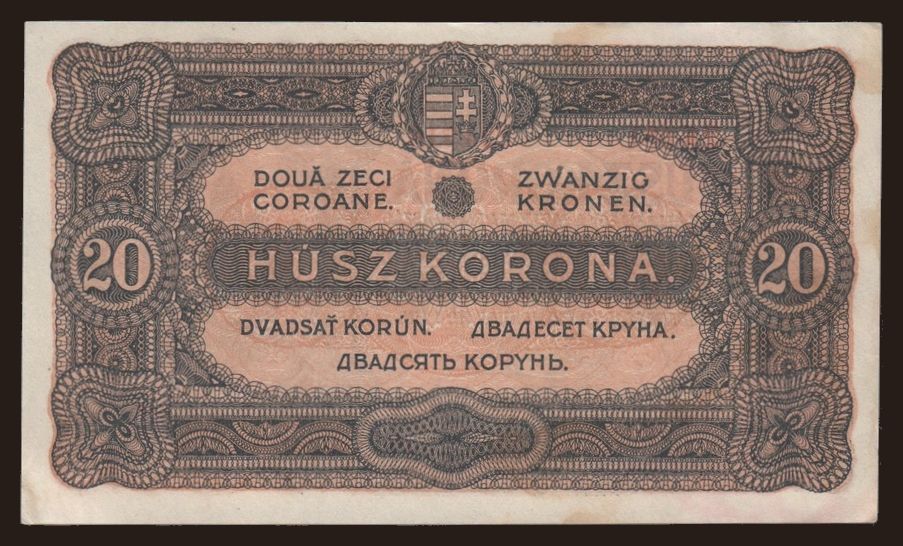 DOUĂ ZECI
COROANE.
ZWANZIG
KRONEN.
20
HÚSZ KORONA.
20
DVADSAŤ KORÚN.
ДВАДЕСЕТ КРУНА.
ДВАДСЯТЬ КОРУНЬ.